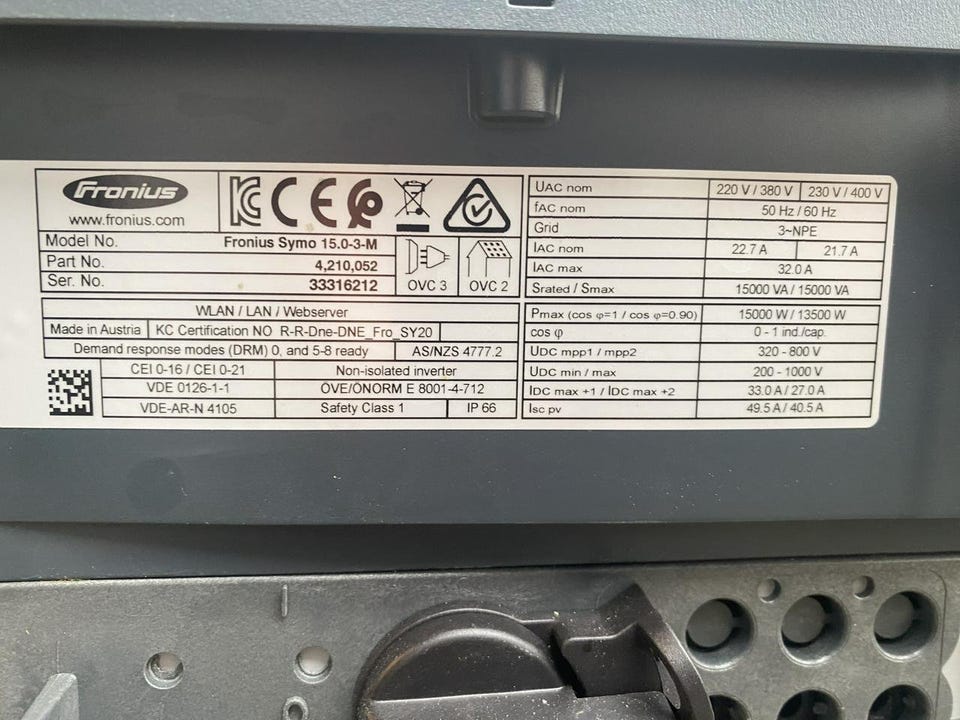 Fronius
www.fronius.com
Model No. Fronius Symo 15.0-3-M
Part No. 4,210,052
Ser. No. 33316212
OVC 3 OVC 2
WLAN / LAN / Webserver
Made in Austria KC Certification NO R-R-Dne-DNE_Fro_SY20
Demand response modes (DRM) 0, and 5-8 ready AS/NZS 4777.2
CEI 0-16 / CEI 0-21 Non-isolated inverter
VDE 0126-1-1 ÖVE/ÖNORM E 8001-4-712
VDE-AR-N 4105 Safety Class 1 IP 66
UAC nom 220 V / 380 V 230 V / 400 V
fAC nom 50 Hz / 60 Hz
Grid 3~NPE
IAC nom 22.7 A 21.7 A
IAC max 32.0 A
Srated / Smax 15000 VA / 15000 VA
Pmax (cos φ=1 / cos φ=0.90) 15000 W / 13500 W
cos φ 0 - 1 ind./cap.
UDC mpp1 / mpp2 320 - 800 V
UDC min / max 200 - 1000 V
IDC max +1 / IDC max +2 33.0 A / 27.0 A
Isc pv 49.5 A / 40.5 A